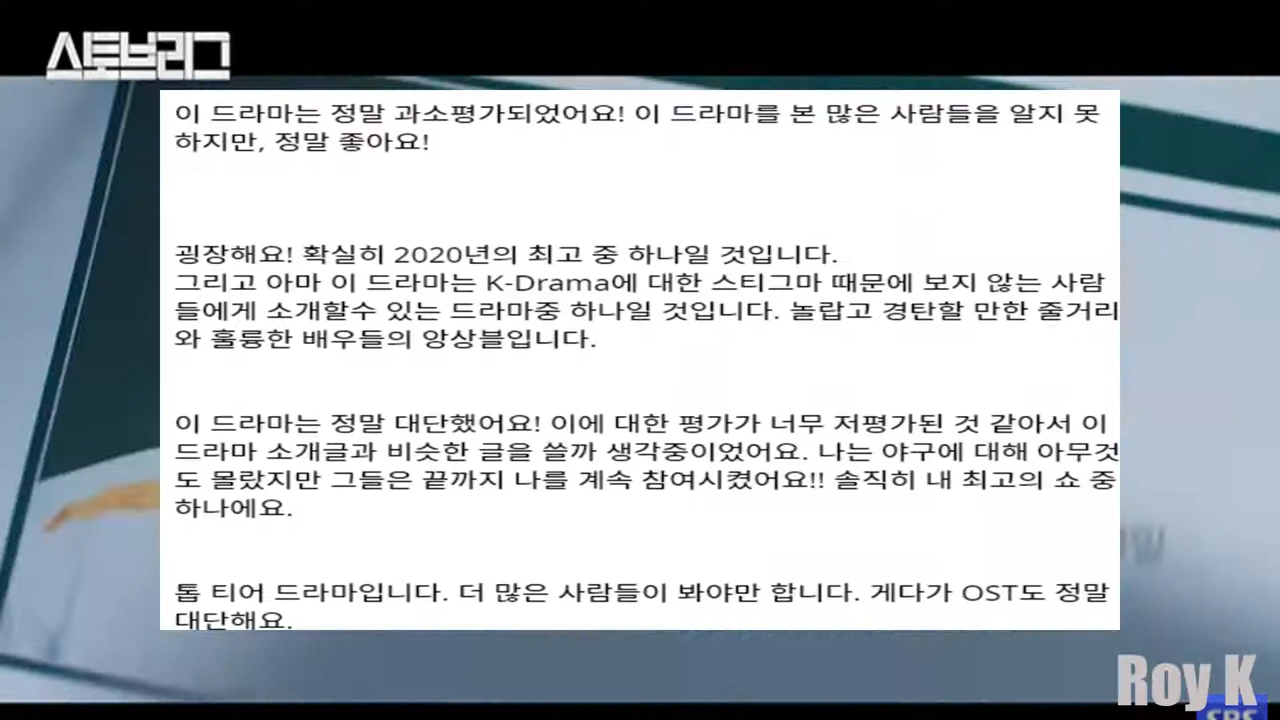 스토브리그
이 드라마는 정말 과소평가되었어요! 이 드라마를 본 많은 사람들을 알지 못
하지만, 정말 좋아요!
굉장해요! 확실히 2020년의 최고 중 하나일 것입니다.
그리고 아마 이 드라마는 K-Drama에 대한 스티그마 때문에 보지 않는 사람
들에게 소개할수 있는 드라마중 하나일 것입니다. 놀랍고 경탄할 만한 줄거리
와 훌륭한 배우들의 앙상블입니다.
이 드라마는 정말 대단했어요! 이에 대한 평가가 너무 저평가된 것 같아서 이
드라마 소개글과 비슷한 글을 쓸까 생각중이었어요. 나는 야구에 대해 아무것
도 몰랐지만 그들은 끝까지 나를 계속 참여시켰어요!! 솔직히 내 최고의 쇼 중
하나에요.
톱 티어 드라마입니다. 더 많은 사람들이 봐야만 합니다. 게다가 OST도 정말
대단해요.
Roy K
SBS